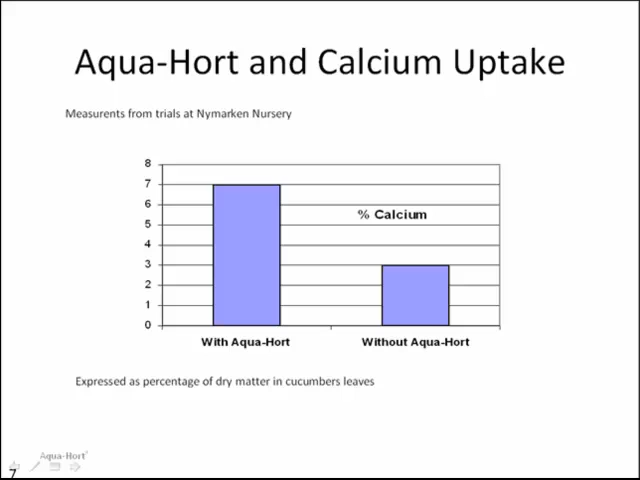 Aqua-Hort and Calcium Uptake
Measurents from trials at Nymarken Nursery
8
7
6
5
4
3
2
1
0
% Calcium
With Aqua-Hort
Without Aqua-Hort
Expressed as percentage of dry matter in cucumbers leaves
Aqua-Hort®
7